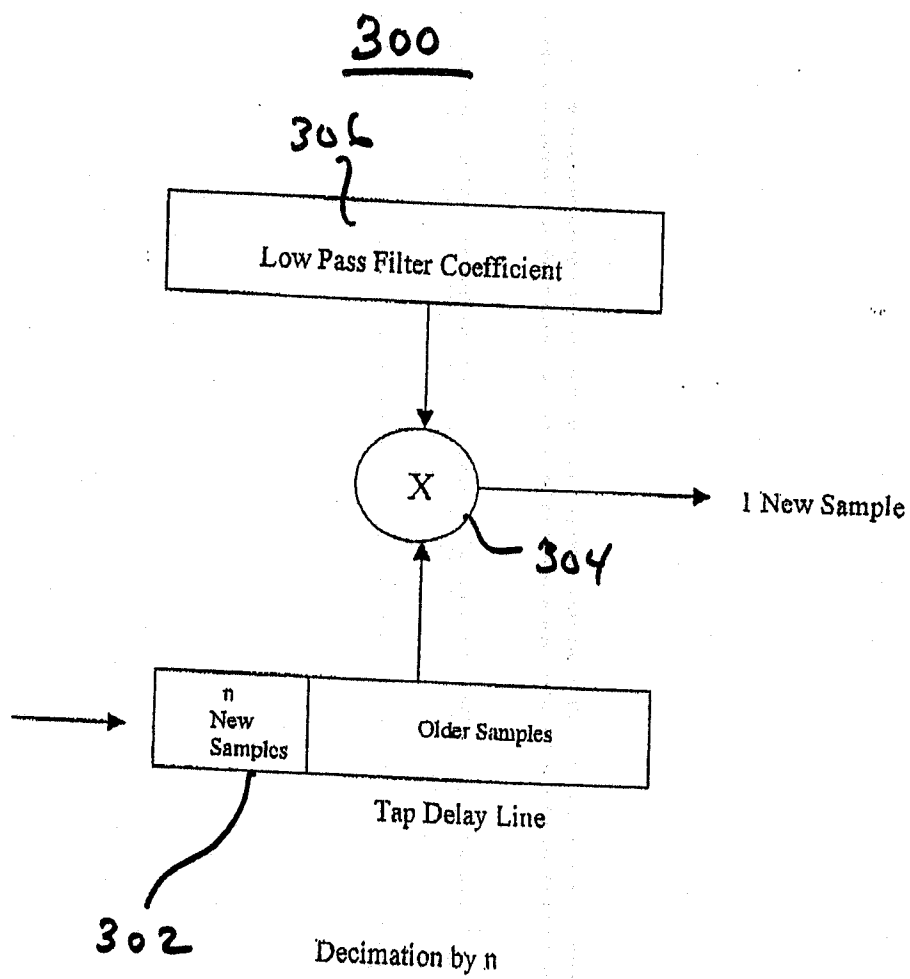 300
306
Low Pass Filter Coefficient
X
1 New Sample
304
n
New
Samples
Older Samples
Tap Delay Line
302
Decimation by n